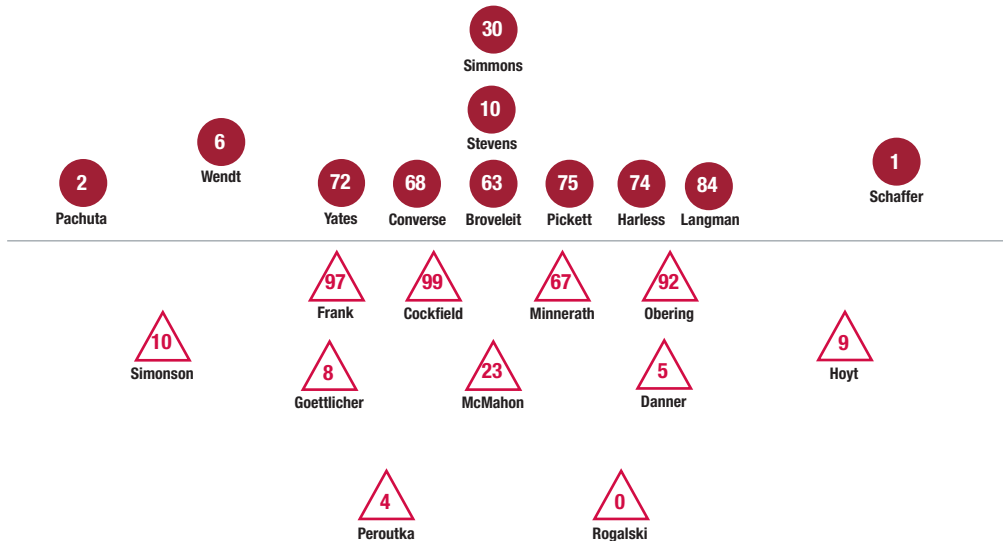 30
Simmons
10
Stevens
6
Wendt
1
Schaffer
2
Pachuta
72
Yates
68
Converse
63
Broveleit
75
Pickett
74
Harless
84
Langman
97
Frank
99
Cockfield
67
Minnerath
92
Obering
10
Simonson
8
Goettlicher
23
McMahon
5
Danner
9
Hoyt
4
Peroutka
0
Rogalski